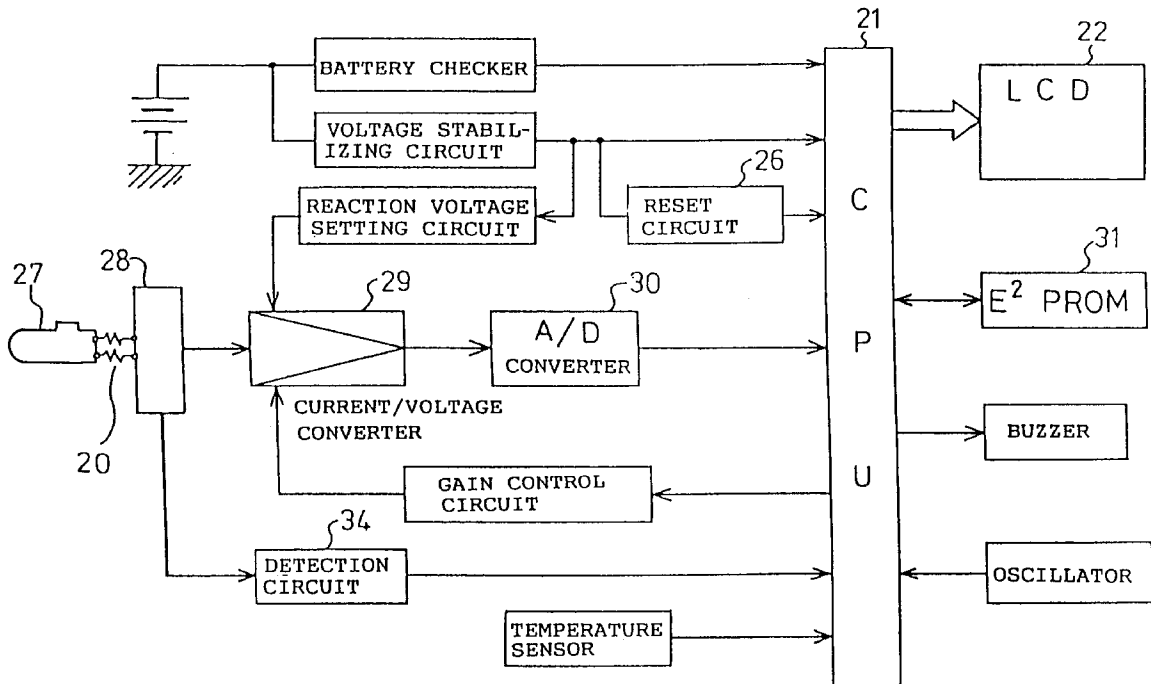 21
22
BATTERY CHECKER
LCD
VOLTAGE STABIL-
IZING CIRCUIT
26
REACTION VOLTAGE
SETTING CIRCUIT
RESET
CIRCUIT
C
P
U
27
28
29
30
31
A/D
CONVERTER
E² PROM
20
CURRENT/VOLTAGE
CONVERTER
BUZZER
GAIN CONTROL
CIRCUIT
34
DETECTION
CIRCUIT
OSCILLATOR
TEMPERATURE
SENSOR